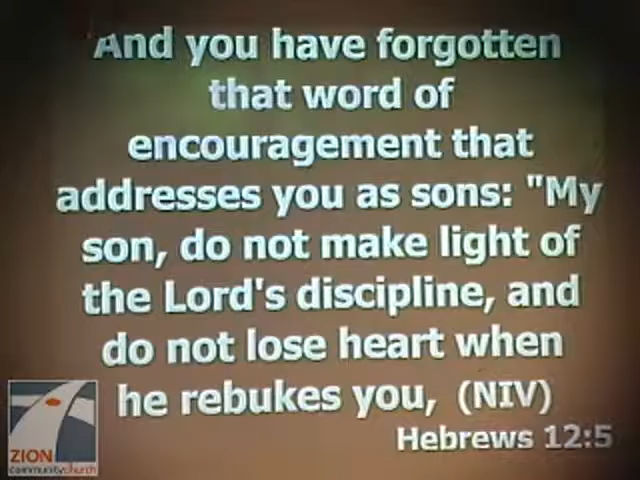 "And you have forgotten
that word of
encouragement that
addresses you as sons: "My
son, do not make light of
the Lord's discipline, and
do not lose heart when
he rebukes you, (NIV)
Hebrews 12:5
ZION
communitychurch